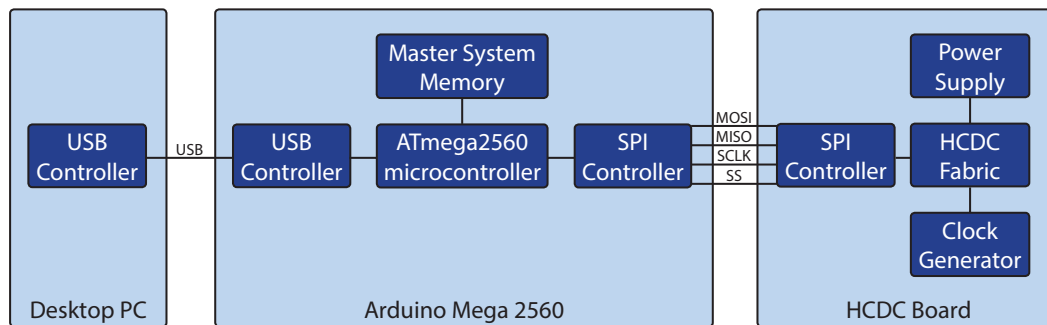 Master System
Memory
Power
Supply
USB
Controller
USB
USB
Controller
ATmega2560
microcontroller
SPI
Controller
MOSI
MISO
SCLK
SS
SPI
Controller
HCDC
Fabric
Clock
Generator
Desktop PC
Arduino Mega 2560
HCDC Board